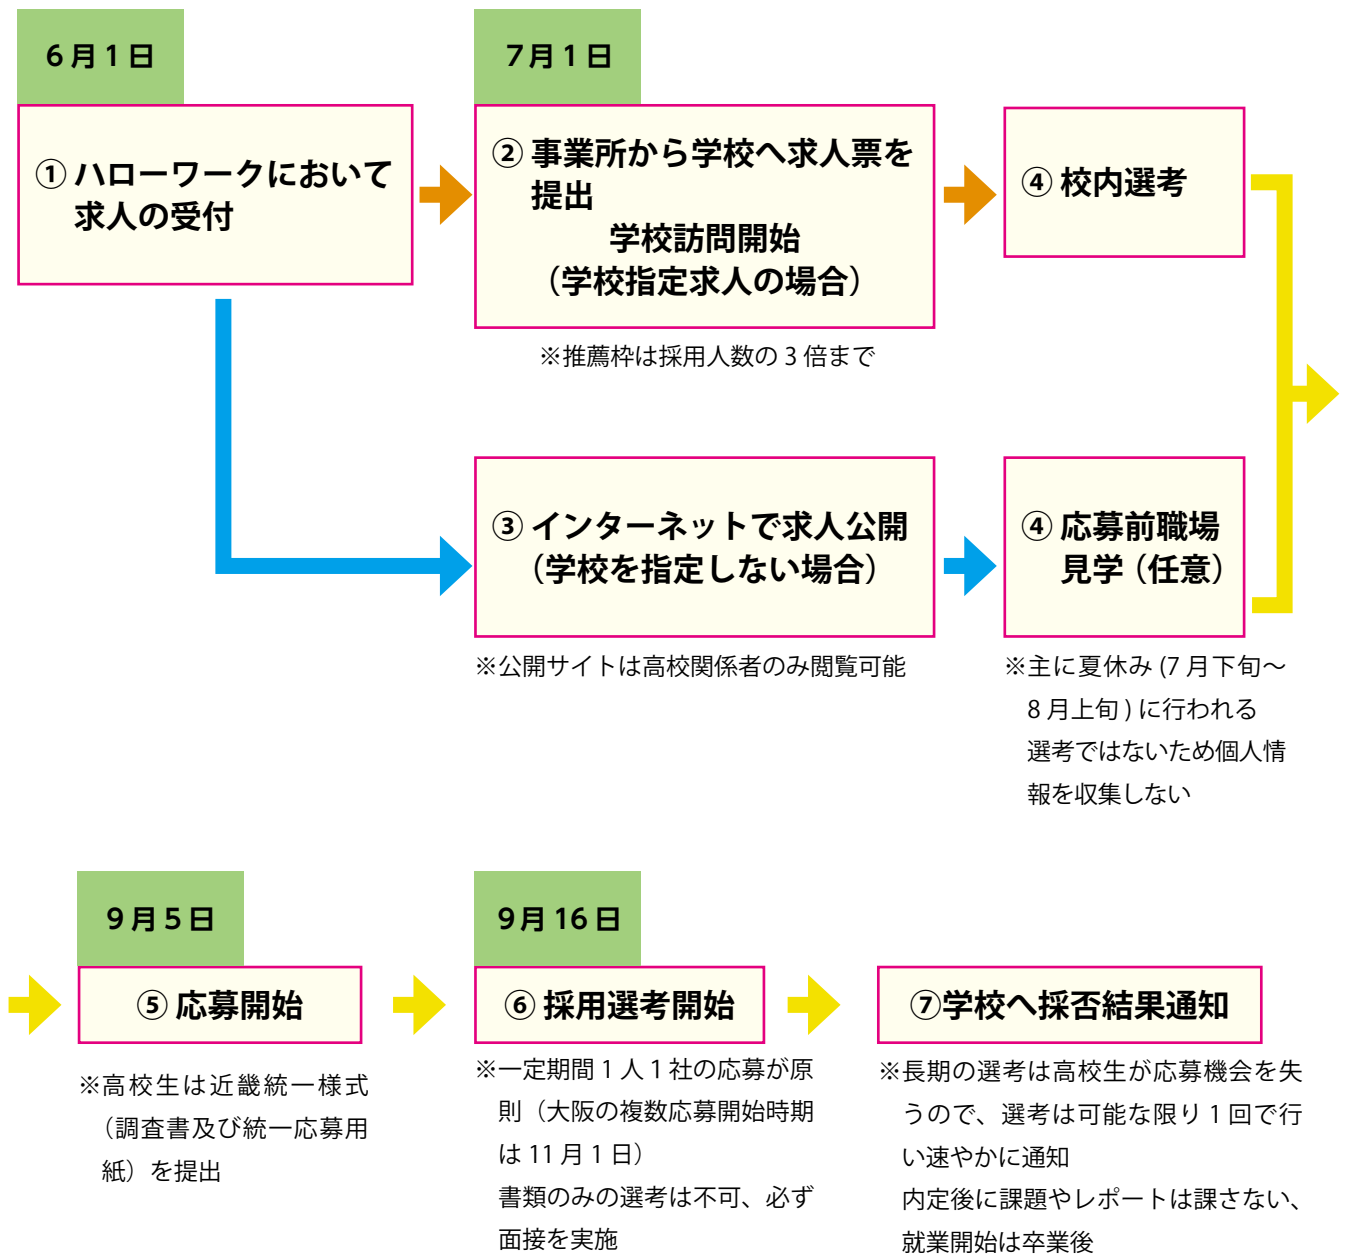 6月1日
① ハローワークにおいて
求人の受付
7月1日
② 事業所から学校へ求人票を
提出
学校訪問開始
（学校指定求人の場合）
※推薦枠は採用人数の 3 倍まで
④ 校内選考
③ インターネットで求人公開
（学校を指定しない場合）
※公開サイトは高校関係者のみ閲覧可能
④ 応募前職場
見学（任意）
※主に夏休み (7 月下旬～
8 月上旬 ) に行われる
選考ではないため個人情
報を収集しない
9月5日
⑤ 応募開始
※高校生は近畿統一様式
（調査書及び統一応募用
紙）を提出
9月16日
⑥ 採用選考開始
※一定期間 1 人 1 社の応募が原
則（大阪の複数応募開始時期
は 11 月 1 日）
書類のみの選考は不可、必ず
面接を実施
⑦学校へ採否結果通知
※長期の選考は高校生が応募機会を失
うので、選考は可能な限り 1 回で行
い速やかに通知
内定後に課題やレポートは課さない、
就業開始は卒業後